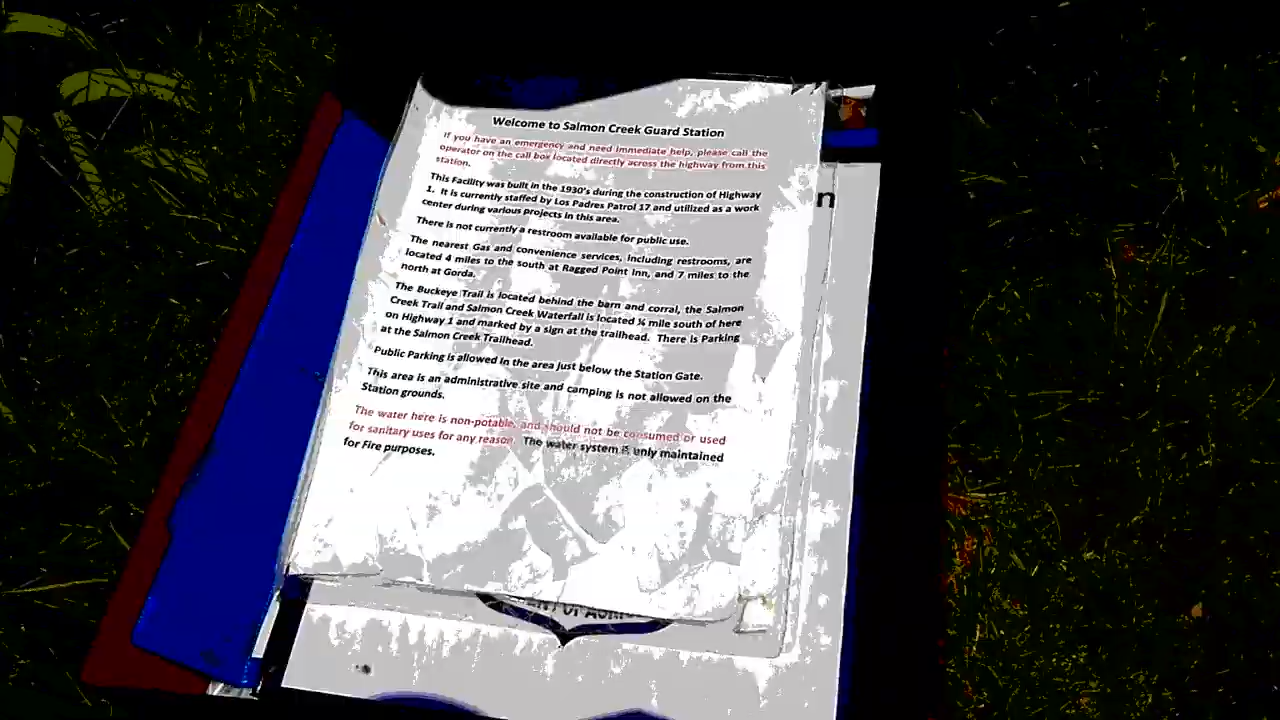 Welcome to Salmon Creek Guard Station
If you have an emergency and need immediate help, please call the
operator on the call box located directly across the highway from this
station.
This Facility was built in the 1930's during the construction of Highway
1. It is currently staffed by Los Padres Patrol 17 and utilized as a work
center during various projects in this area.
There is not currently a restroom available for public use.
The nearest Gas and convenience services, including restrooms, are
located 4 miles to the south at Ragged Point Inn, and 7 miles to the
north at Gorda.
The Buckeye Trail is located behind the barn and corral, the Salmon
Creek Trail and Salmon Creek Waterfall is located ¼ mile south of here
on Highway 1 and marked by a sign at the trailhead. There is Parking
at the Salmon Creek Trailhead.
Public Parking is allowed in the area just below the Station Gate.
This area is an administrative site and camping is not allowed on the
Station grounds.
The water here is non-potable, and should not be consumed or used
for sanitary uses for any reason. The water system is only maintained
for Fire purposes.
n